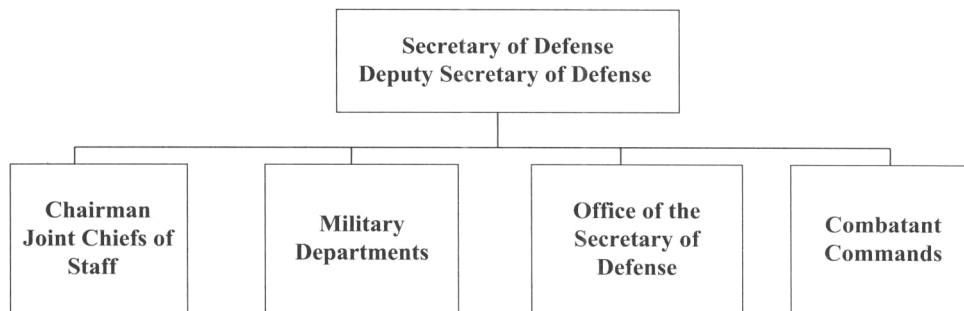 Secretary of Defense
Deputy Secretary of Defense
Chairman
Joint Chiefs of
Staff
Military
Departments
Office of the
Secretary of
Defense
Combatant
Commands